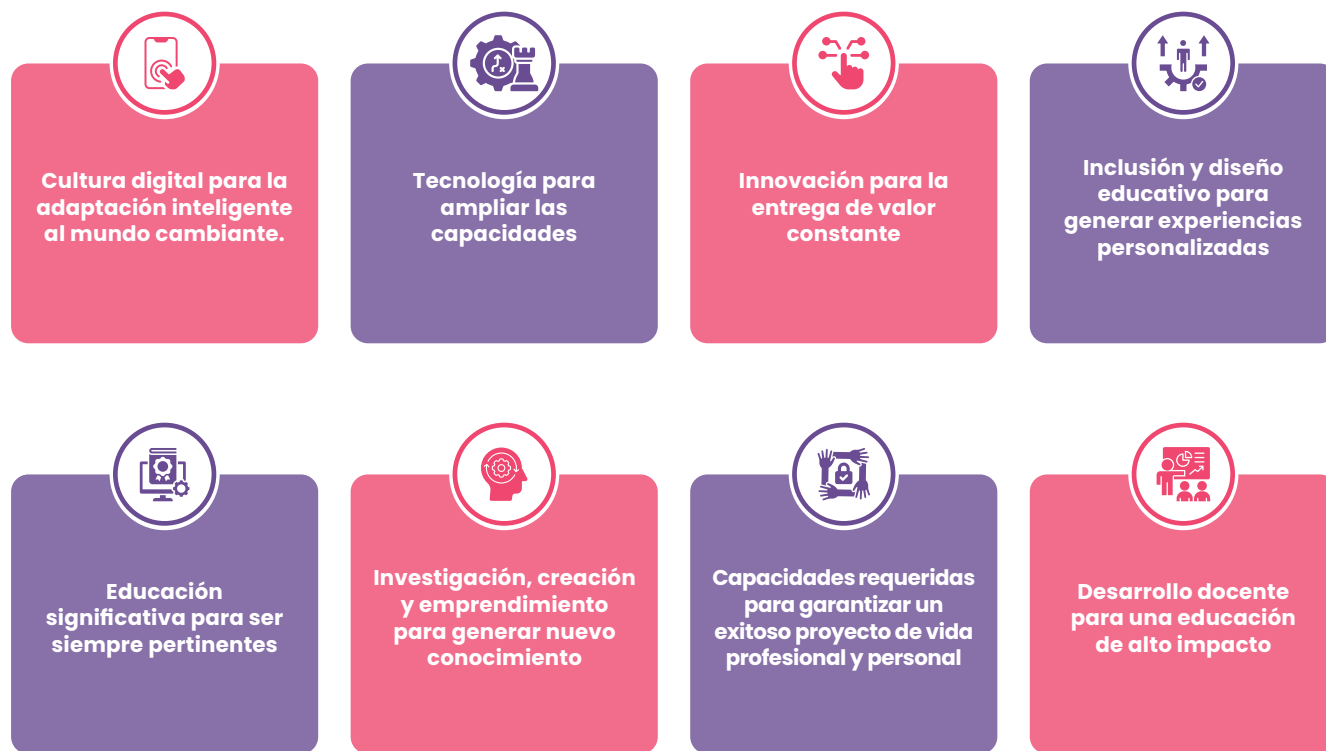 Cultura digital para la
adaptación inteligente
al mundo cambiante.
Tecnología para
ampliar las
capacidades
Innovación para la
entrega de valor
constante
Inclusión y diseño
educativo para
generar experiencias
personalizadas
Educación
significativa para ser
siempre pertinentes
Investigación, creación
y emprendimiento
para generar nuevo
conocimiento
Capacidades requeridas
para garantizar un
exitoso proyecto de vida
profesional y personal
Desarrollo docente
para una educación
de alto impacto